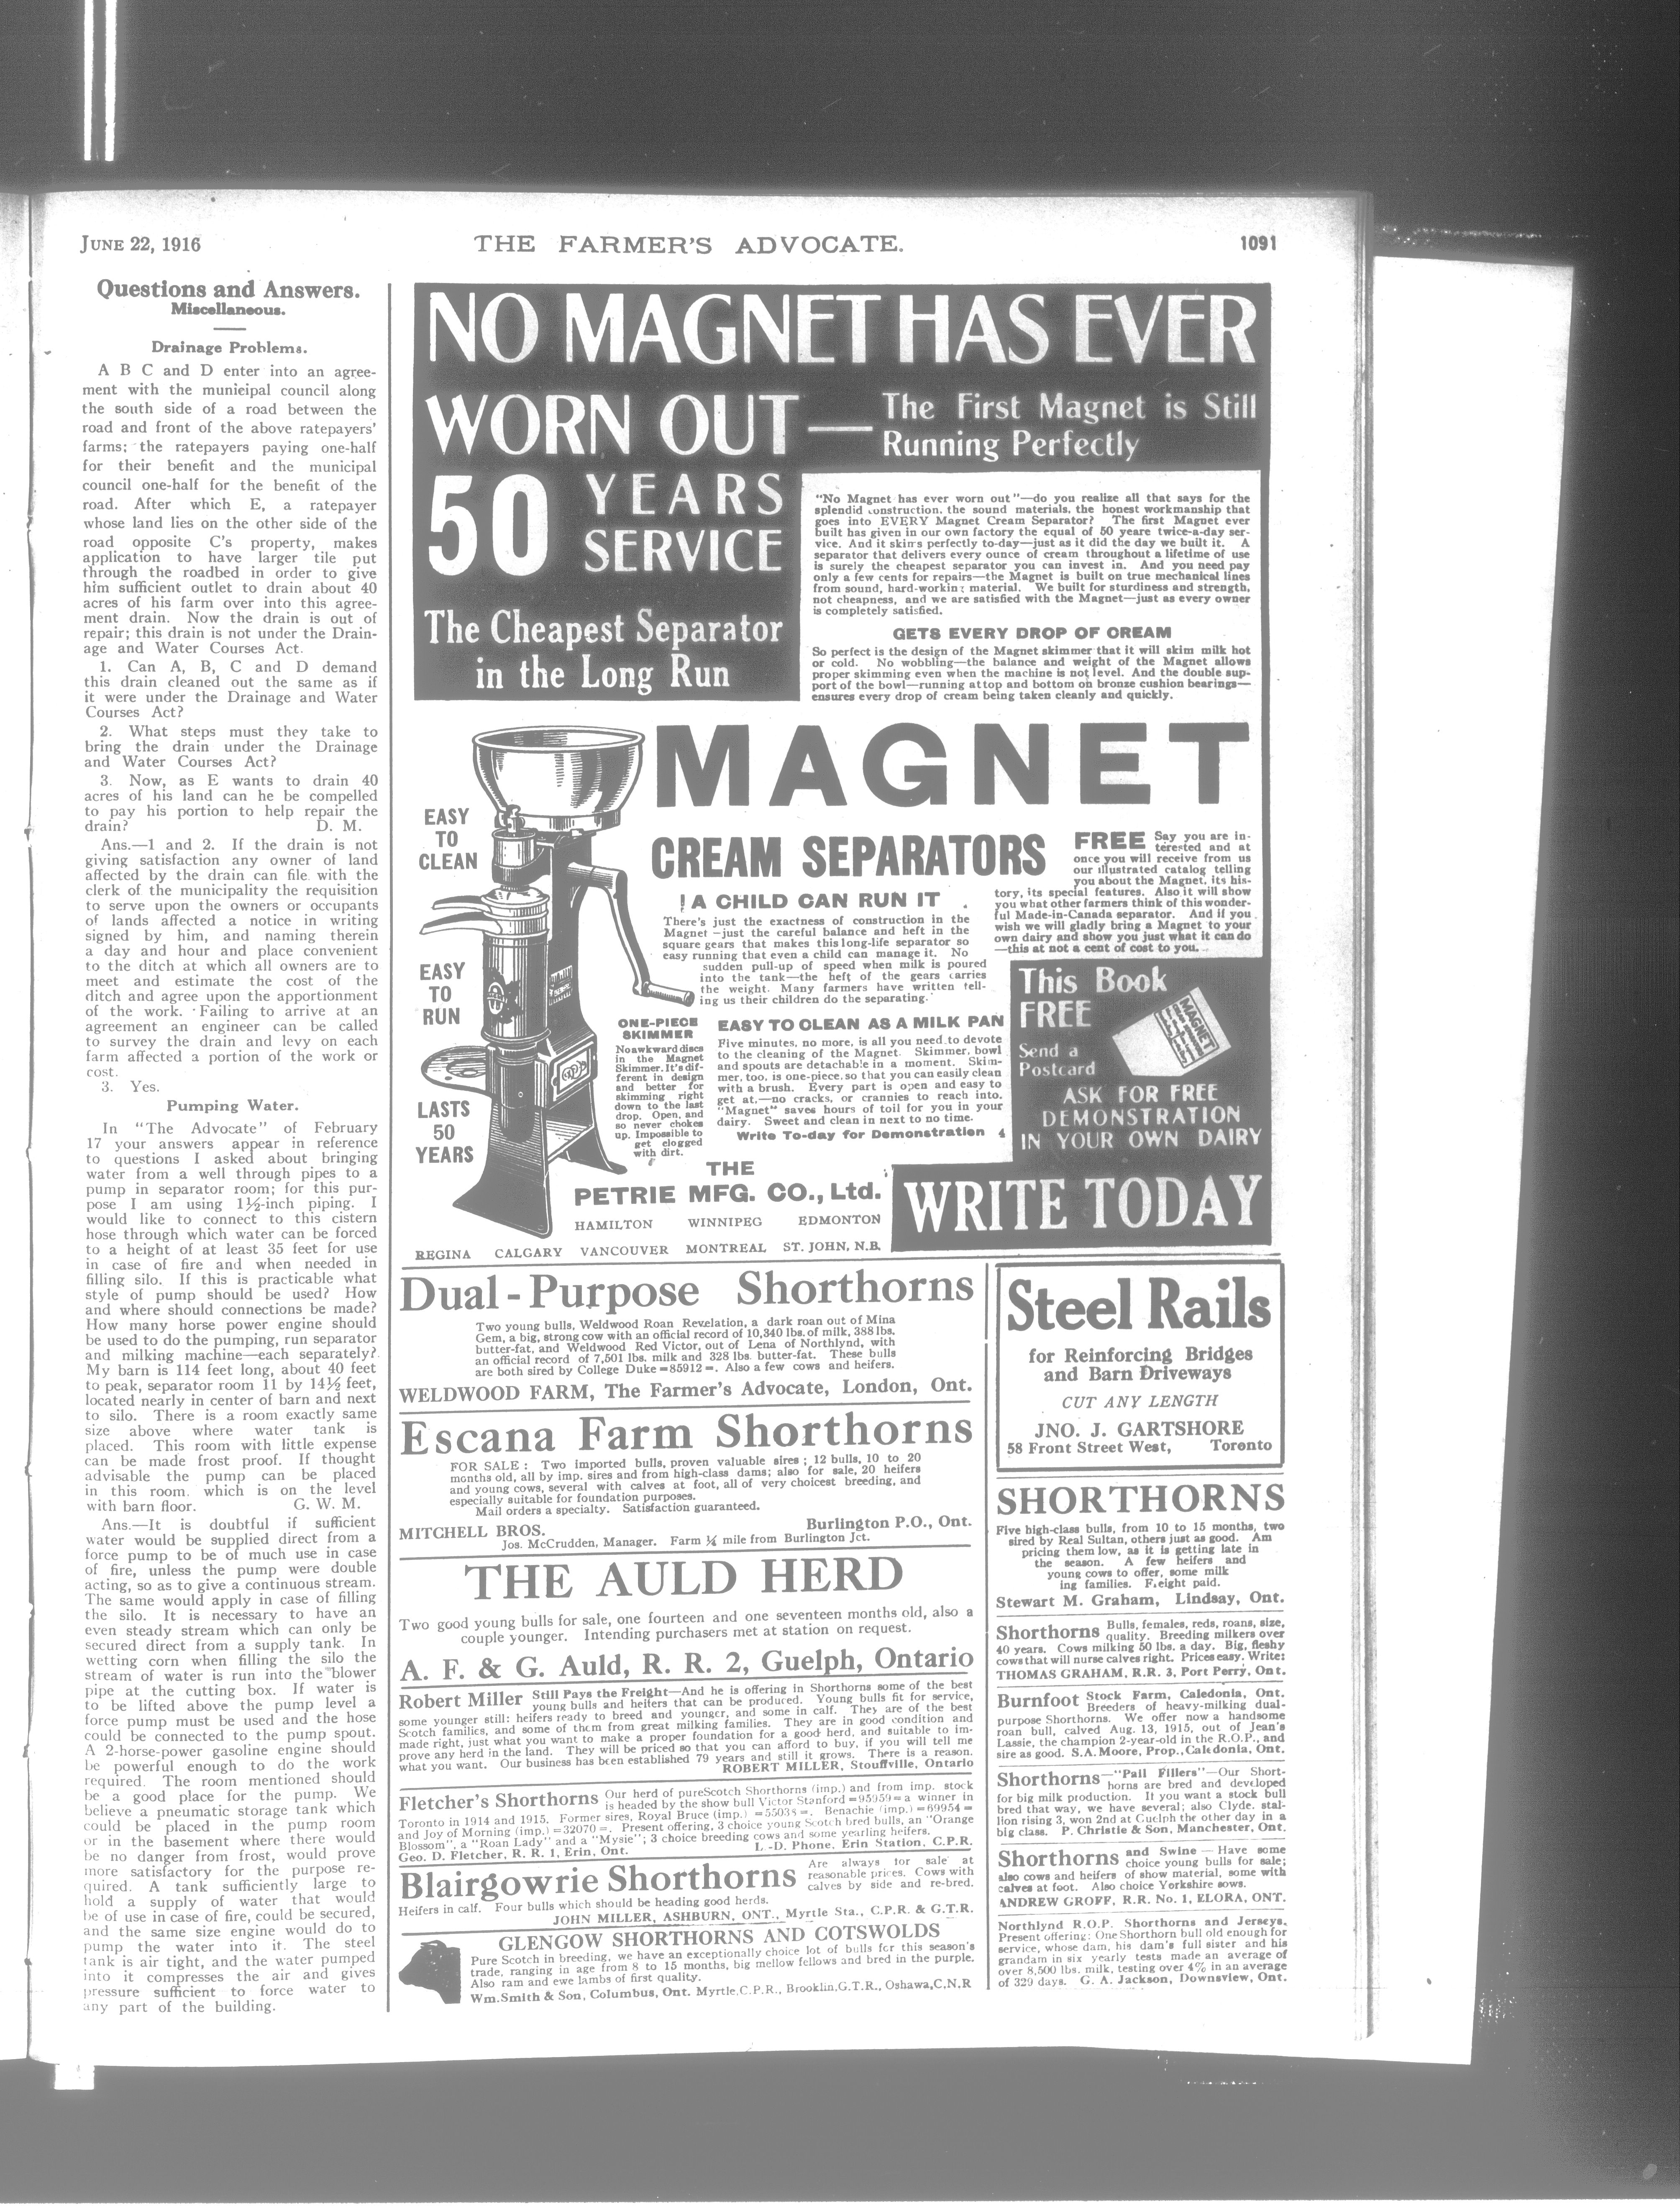 JUNE 22, 1916
THE FARMER'S ADVOCATE.
1091
Questions and Answers.
Miscellaneous.
Drainage Problems.
A B C and D enter into an agree-
ment with the municipal council along
the south side of a road between the
road and front of the above ratepayers'
farms; the ratepayers paying one-half
for their benefit and the municipal
council one-half for the benefit of the
road. After which E, a ratepayer
whose land lies on the other side of the
road opposite C's property, makes
application to have larger tile put
through the roadbed in order to give
him sufficient outlet to drain about 40
acres of his farm over into this agree-
ment drain. Now the drain is out of
repair; this drain is not under the Drain-
age and Water Courses Act.
1. Can A, B, C and D demand
this drain cleaned out the same as if
it were under the Drainage and Water
Courses Act?
2. What steps must they take to
bring the drain under the Drainage
and Water Courses Act?
3. Now, as E wants to drain 40
acres of his land can he be compelled
to pay his portion to help repair the
drain? D. M.
Ans.—1 and 2. If the drain is not
giving satisfaction any owner of land
affected by the drain can file with the
clerk of the municipality the requisition
to serve upon the owners or occupants
of lands affected a notice in writing
signed by him, and naming therein
a day and hour and place convenient
to the ditch at which all owners are to
meet and estimate the cost of the
ditch and agree upon the apportionment
of the work. Failing to arrive at an
agreement an engineer can be called
to survey the drain and levy on each
farm affected a portion of the work or
cost.
3. Yes.
Pumping Water.
In "The Advocate" of February
17 your answers appear in reference
to questions I asked about bringing
water from a well through pipes to a
pump in separator room; for this pur-
pose I am using 1½-inch piping. I
would like to connect to this cistern
hose through which water can be forced
to a height of at least 35 feet for use
in case of fire and when needed in
filling silo. If this is practicable what
style of pump should be used? How
and where should connections be made?
How many horse power engine should
be used to do the pumping, run separator
and milking machine—each separately?
My barn is 114 feet long, about 40 feet
to peak, separator room 11 by 14½ feet,
located nearly in center of barn and next
to silo. There is a room exactly same
size above where water tank is
placed. This room with little expense
can be made frost proof. If thought
advisable the pump can be placed
in this room. which is on the level
with barn floor. G. W. M.
Ans.—It is doubtful if sufficient
water would be supplied direct from a
force pump to be of much use in case
of fire, unless the pump were double
acting, so as to give a continuous stream.
The same would apply in case of filling
the silo. It is necessary to have an
even steady stream which can only be
secured direct from a supply tank. In
wetting corn when filling the silo the
stream of water is run into the blower
pipe at the cutting box. If water is
to be lifted above the pump level a
force pump must be used and the hose
could be connected to the pump spout.
A 2-horse-power gasoline engine should
be powerful enough to do the work
required. The room mentioned should
be a good place for the pump. We
believe a pneumatic storage tank which
could be placed in the pump room
or in the basement where there would
be no danger from frost, would prove
more satisfactory for the purpose re-
quired. A tank sufficiently large to
hold a supply of water that would
be of use in case of fire, could be secured,
and the same size engine would do to
pump the water into it. The steel
tank is air tight, and the water pumped
into it compresses the air and gives
pressure sufficient to force water to
any part of the building.
NO MAGNET HAS EVER
WORN OUT—
The First Magnet is Still
Running Perfectly
50 YEARS
SERVICE
The Cheapest Separator
in the Long Run
"No Magnet has ever worn out"—do you realize all that says for the
splendid construction, the sound materials, the honest workmanship that
goes into EVERY Magnet Cream Separator? The first Magnet ever
built has given in our own factory the equal of 50 years twice-a-day ser-
vice. And it skims perfectly to-day—just as it did the day we built it. A
separator that delivers every ounce of cream throughout a lifetime of use
is surely the cheapest separator you can invest in. And you need pay
only a few cents for repairs—the Magnet is built on true mechanical lines
from sound, hard-working material. We built for sturdiness and strength,
not cheapness, and we are satisfied with the Magnet—just as every owner
is completely satisfied.
GETS EVERY DROP OF CREAM
So perfect is the design of the Magnet skimmer that it will skim milk hot
or cold. No wobbling—the balance and weight of the Magnet allows
proper skimming even when the machine is not level. And the double sup-
port of the bowl—running at top and bottom on bronze cushion bearings—
ensures every drop of cream being taken cleanly and quickly.
MAGNET
CREAM SEPARATORS
EASY
TO
CLEAN
EASY
TO
RUN
LASTS
50
YEARS
A CHILD CAN RUN IT
There's just the exactness of construction in the
Magnet—just the careful balance and heft in the
square gears that makes this long-life separator so
easy running that even a child can manage it. No
sudden pull-up of speed when milk is poured
into the tank—the heft of the gears carries
the weight. Many farmers have written tell-
ing us their children do the separating.
FREE Say you are in-
terested and at
once you will receive from us
our illustrated catalog telling
you about the Magnet, its his-
tory, its special features. Also it will show
you what other farmers think of this wonder-
ful Made-in-Canada separator. And if you
wish we will gladly bring a Magnet to your
own dairy and show you just what it can do
—this at not a cent of cost to you.
ONE-PIECE
SKIMMER
No awkward discs
in the Magnet
Skimmer. It's dif-
ferent in design
and better for
skimming right
down to the last
drop. Open, and
so never chokes
up. Impossible to
get clogged
with dirt.
EASY TO CLEAN AS A MILK PAN
Five minutes, no more, is all you need to devote
to the cleaning of the Magnet. Skimmer, bowl
and spouts are detachable in a moment. Skim-
mer, too, is one-piece, so that you can easily clean
with a brush. Every part is open and easy to
get at.—no cracks, or crannies to reach into.
"Magnet" saves hours of toil for you in your
dairy. Sweet and clean in next to no time.
Write To-day for Demonstration 4
This Book
FREE
Send a
Postcard
MAGNET
ASK FOR FREE
DEMONSTRATION
IN YOUR OWN DAIRY
WRITE TODAY
THE
PETRIE MFG. CO., Ltd.
HAMILTON WINNIPEG EDMONTON
REGINA CALGARY VANCOUVER MONTREAL ST. JOHN, N.B.
Dual-Purpose Shorthorns
Two young bulls, Weldwood Roan Revelation, a dark roan out of Mina
Gem, a big, strong cow with an official record of 10,340 lbs. of milk, 388 lbs.
butter-fat, and Weldwood Red Victor, out of Lena of Northlynd, with
an official record of 7,501 lbs. milk and 328 lbs. butter-fat. These bulls
are both sired by College Duke =85912=. Also a few cows and heifers.
WELDWOOD FARM, The Farmer's Advocate, London, Ont.
Escana Farm Shorthorns
FOR SALE: Two imported bulls, proven valuable sires; 12 bulls, 10 to 20
months old, all by imp. sires and from high-class dams; also for sale, 20 heifers
and young cows, several with calves at foot, all of very choicest breeding, and
especially suitable for foundation purposes.
Mail orders a specialty. Satisfaction guaranteed.
MITCHELL BROS. Burlington P.O., Ont.
Jos. McCrudden, Manager. Farm ¼ mile from Burlington Jct.
THE AULD HERD
Two good young bulls for sale, one fourteen and one seventeen months old, also a
couple younger. Intending purchasers met at station on request.
A. F. & G. Auld, R. R. 2, Guelph, Ontario
Robert Miller Still Pays the Freight—And he is offering in Shorthorns some of the best
young bulls and heifers that can be produced. Young bulls fit for service,
some younger still: heifers ready to breed and younger, and some in calf. They are of the best
Scotch families, and some of them from great milking families. They are in good condition and
made right, just what you want to make a proper foundation for a good herd, and suitable to im-
prove any herd in the land. They will be priced so that you can afford to buy, if you will tell me
what you want. Our business has been established 79 years and still it grows. There is a reason.
ROBERT MILLER, Stouffville, Ontario
Fletcher's Shorthorns Our herd of pure Scotch Shorthorns (imp.) and from imp. stock
is headed by the show bull Victor Stanford =95959= a winner in
Toronto in 1914 and 1915. Former sires, Royal Bruce (imp.) =55038=. Benachie (imp.) =69954=
and Joy of Morning (imp.) =32070=. Present offering, 3 choice young Scotch bred bulls, an "Orange
Blossom", a "Roan Lady" and a "Mysie"; 3 choice breeding cows and some yearling heifers.
Geo. D. Fletcher, R. R. 1, Erin, Ont. L.-D. Phone, Erin Station, C.P.R.
Blairgowrie Shorthorns Are always for sale at
reasonable prices. Cows with
calves by side and re-bred.
Heifers in calf. Four bulls which should be heading good herds.
JOHN MILLER, ASHBURN, ONT., Myrtle Sta., C.P.R. & G.T.R.
GLENGOW SHORTHORNS AND COTSWOLDS
Pure Scotch in breeding, we have an exceptionally choice lot of bulls for this season's
trade, ranging in age from 8 to 15 months, big mellow fellows and bred in the purple.
Also ram and ewe lambs of first quality.
Wm. Smith & Son, Columbus, Ont. Myrtle, C.P.R., Brooklin, G.T.R., Oshawa, C.N.R
Steel Rails
for Reinforcing Bridges
and Barn Driveways
CUT ANY LENGTH
JNO. J. GARTSHORE
58 Front Street West, Toronto
SHORTHORNS
Five high-class bulls, from 10 to 15 months, two
sired by Real Sultan, others just as good. Am
pricing them low, as it is getting late in
the season. A few heifers and
young cows to offer, some milk
ing families. Freight paid.
Stewart M. Graham, Lindsay, Ont.
Shorthorns Bulls, females, reds, roans, size,
quality. Breeding milkers over
40 years. Cows milking 50 lbs. a day. Big, fleshy
cows that will nurse calves right. Prices easy. Write:
THOMAS GRAHAM, R.R. 3, Port Perry, Ont.
Burnfoot Stock Farm, Caledonia, Ont.
Breeders of heavy-milking dual-
purpose Shorthorns. We offer now a handsome
roan bull, calved Aug. 13, 1915, out of Jean's
Lassie, the champion 2-year-old in the R.O.P., and
sire as good. S.A. Moore, Prop., Caledonia, Ont.
Shorthorns—"Pail Fillers"—Our Short-
horns are bred and developed
for big milk production. If you want a stock bull
bred that way, we have several; also Clyde. stal-
lion rising 3, won 2nd at Guelph the other day in a
big class. P. Christie & Son, Manchester, Ont.
Shorthorns and Swine—Have some
choice young bulls for sale;
also cows and heifers of show material, some with
calves at foot. Also choice Yorkshire sows.
ANDREW GROFF, R.R. No. 1, ELORA, ONT.
Northlynd R.O.P. Shorthorns and Jerseys.
Present offering: One Shorthorn bull old enough for
service, whose dam, his dam's full sister and his
grandam in six yearly tests made an average of
over 8,500 lbs. milk, testing over 4% in an average
of 329 days. G. A. Jackson, Downsview, Ont.